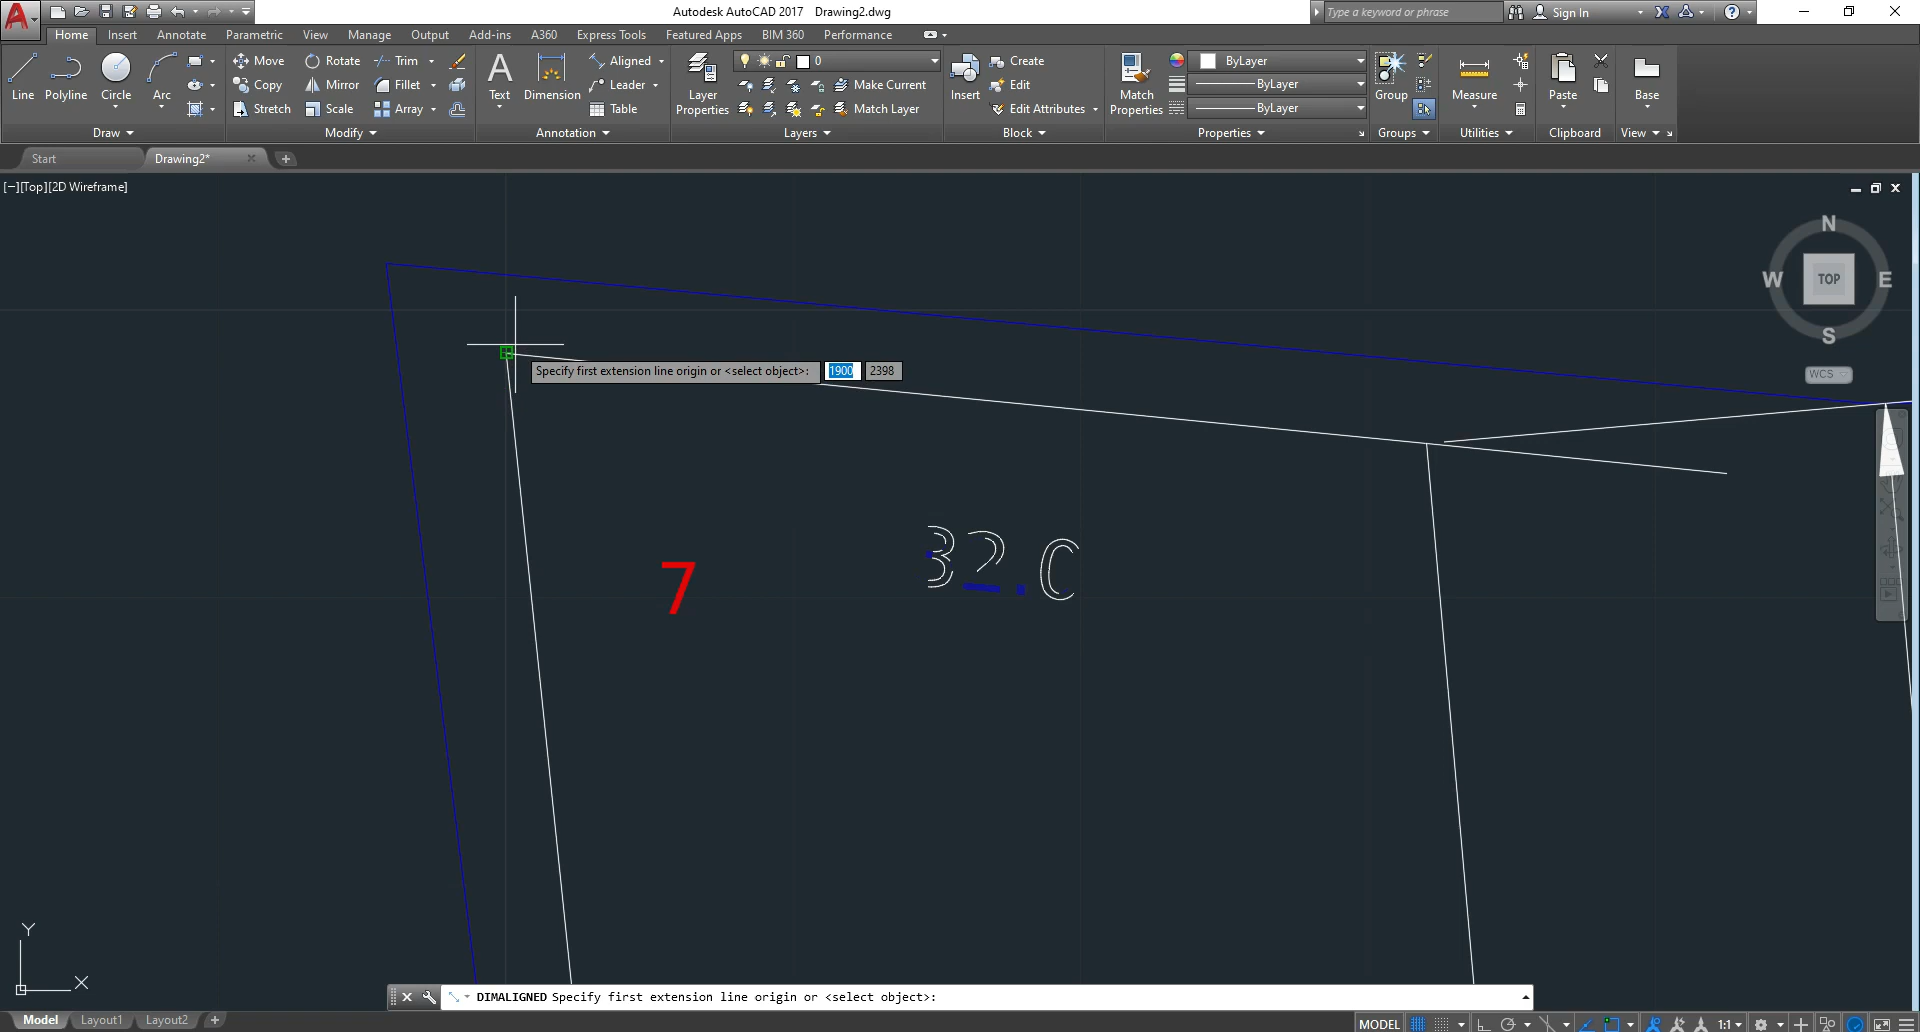 Autodesk AutoCAD 2017 Drawing2.dwg
Type a keyword or phrase
Sign In
Home Insert Annotate Parametric View Manage Output Add-ins A360 Express Tools Featured Apps BIM 360 Performance
Line Polyline Circle Arc
Draw
Move Rotate Trim
Copy Mirror Fillet
Stretch Scale Array
Modify
Text Dimension
Aligned
Leader
Table
Annotation
Layer Properties
0
Make Current
Match Layer
Layers
Insert
Create
Edit
Edit Attributes
Block
Match Properties
ByLayer
ByLayer
ByLayer
Properties
Group
Groups
Measure
Utilities
Paste
Clipboard
Base
View
Start
Drawing2*
[−][Top][2D Wireframe]
N
W TOP E
S
WCS
Specify first extension line origin or <select object>: 1900 2398
32.0
7
Y
X
DIMALIGNED Specify first extension line origin or <select object>:
Model Layout1 Layout2
MODEL
1:1